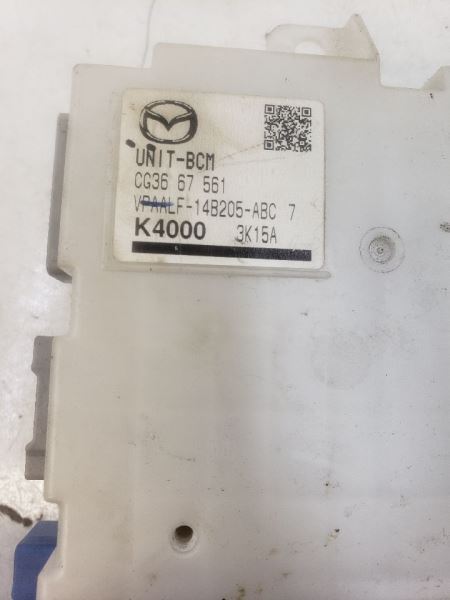 UNIT-BCM
CG36 67 561
VPAALF-14B205-ABC 7
K4000 3K15A